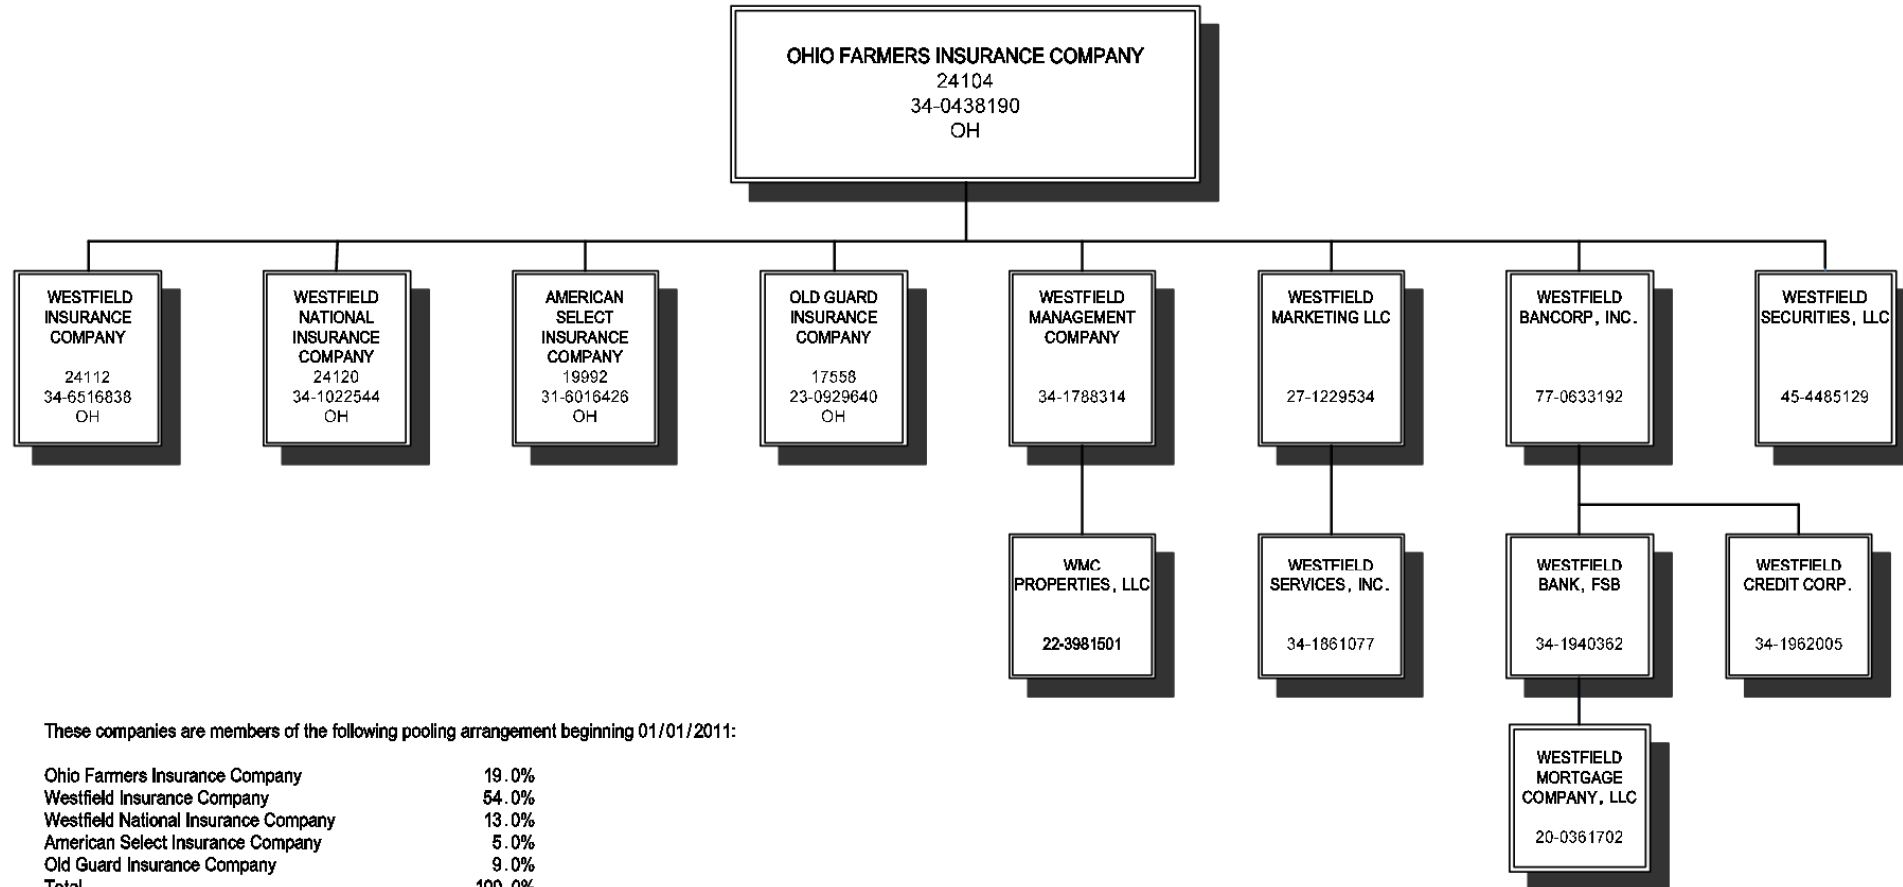 OHIO FARMERS INSURANCE COMPANY
24104
34-0438190
OH
WESTFIELD
INSURANCE
COMPANY
24112
34-6516838
OH
WESTFIELD
NATIONAL
INSURANCE
COMPANY
24120
34-1022544
OH
AMERICAN
SELECT
INSURANCE
COMPANY
19992
31-6016426
OH
OLD GUARD
INSURANCE
COMPANY
17558
23-0929640
OH
WESTFIELD
MANAGEMENT
COMPANY
34-1788314
WESTFIELD
MARKETING LLC
27-1229534
WESTFIELD
BANCORP, INC.
77-0633192
WESTFIELD
SECURITIES, LLC
45-4485129
WMC
PROPERTIES, LLC
22-3981501
WESTFIELD
SERVICES, INC.
34-1861077
WESTFIELD
BANK, FSB
34-1940362
WESTFIELD
CREDIT CORP.
34-1962005
WESTFIELD
MORTGAGE
COMPANY, LLC
20-0361702
These companies are members of the following pooling arrangement beginning 01/01/2011:
Ohio Farmers Insurance Company 19.0%
Westfield Insurance Company 54.0%
Westfield National Insurance Company 13.0%
American Select Insurance Company 5.0%
Old Guard Insurance Company 9.0%
Total 100.0%